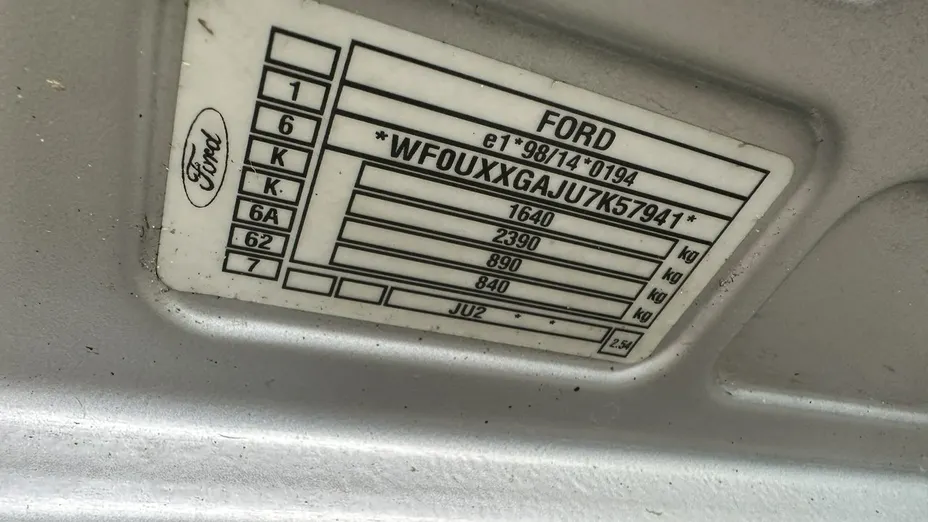 Ford
1
6
K
K
6A
62
7
FORD
e1*98/14*0194
*WF0UXXGAJU7K57941*
1640 kg
2390 kg
890 kg
840 kg
JU2
2.54